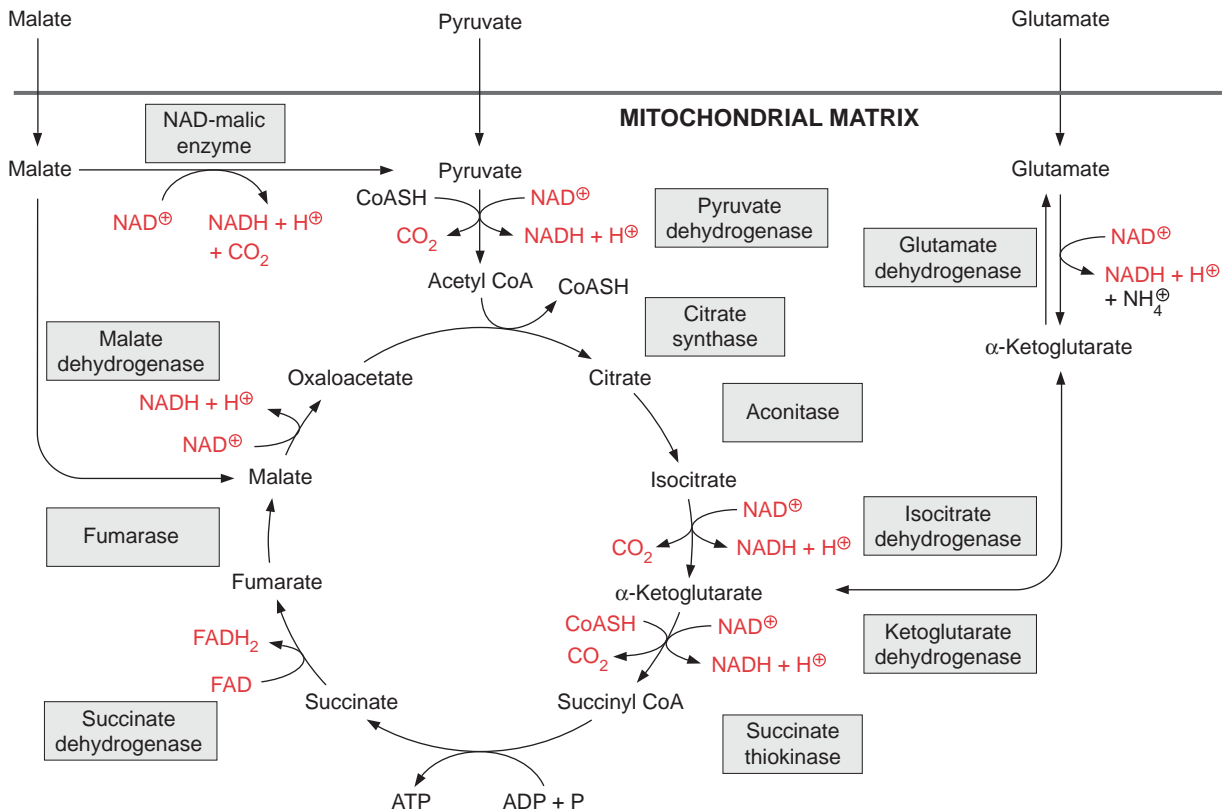 Malate
Pyruvate
Glutamate
NAD-malic
enzyme
MITOCHONDRIAL MATRIX
Malate
Pyruvate
Glutamate
NAD⊕
NADH + H⊕
+ CO₂
CoASH
NAD⊕
CO₂
NADH + H⊕
Pyruvate
dehydrogenase
Glutamate
dehydrogenase
NAD⊕
NADH + H⊕
+ NH₄⊕
Acetyl CoA
CoASH
Citrate
synthase
α-Ketoglutarate
Malate
dehydrogenase
Oxaloacetate
Citrate
NADH + H⊕
NAD⊕
Aconitase
Malate
Isocitrate
Fumarase
NAD⊕
CO₂
NADH + H⊕
Isocitrate
dehydrogenase
Fumarate
α-Ketoglutarate
FADH₂
FAD
CoASH
NAD⊕
CO₂
NADH + H⊕
Ketoglutarate
dehydrogenase
Succinate
Succinyl CoA
Succinate
dehydrogenase
Succinate
thiokinase
ATP
ADP + P